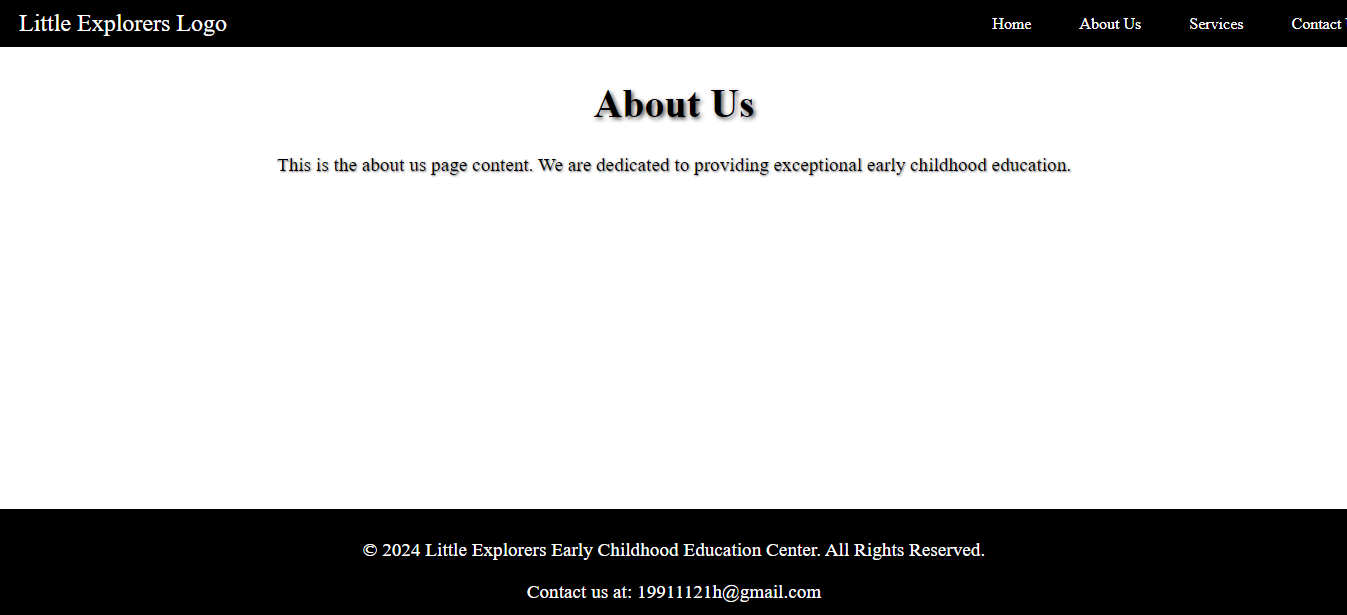 Little Explorers Logo
Home About Us Services Contact
About Us
This is the about us page content. We are dedicated to providing exceptional early childhood education.
© 2024 Little Explorers Early Childhood Education Center. All Rights Reserved.
Contact us at: 19911121h@gmail.com